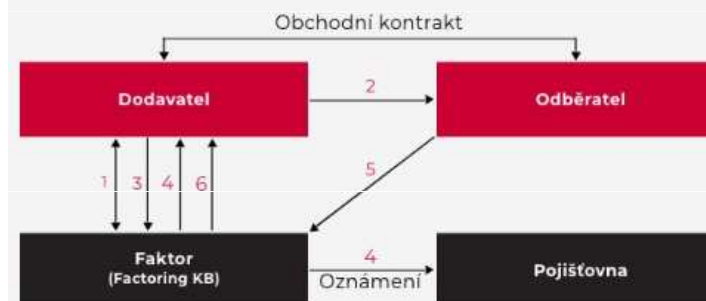 Obchodní kontrakt
Dodavatel
2
Odběratel
1
3
4
6
5
Faktor
(Factoring KB)
4
Oznámení
Pojišťovna